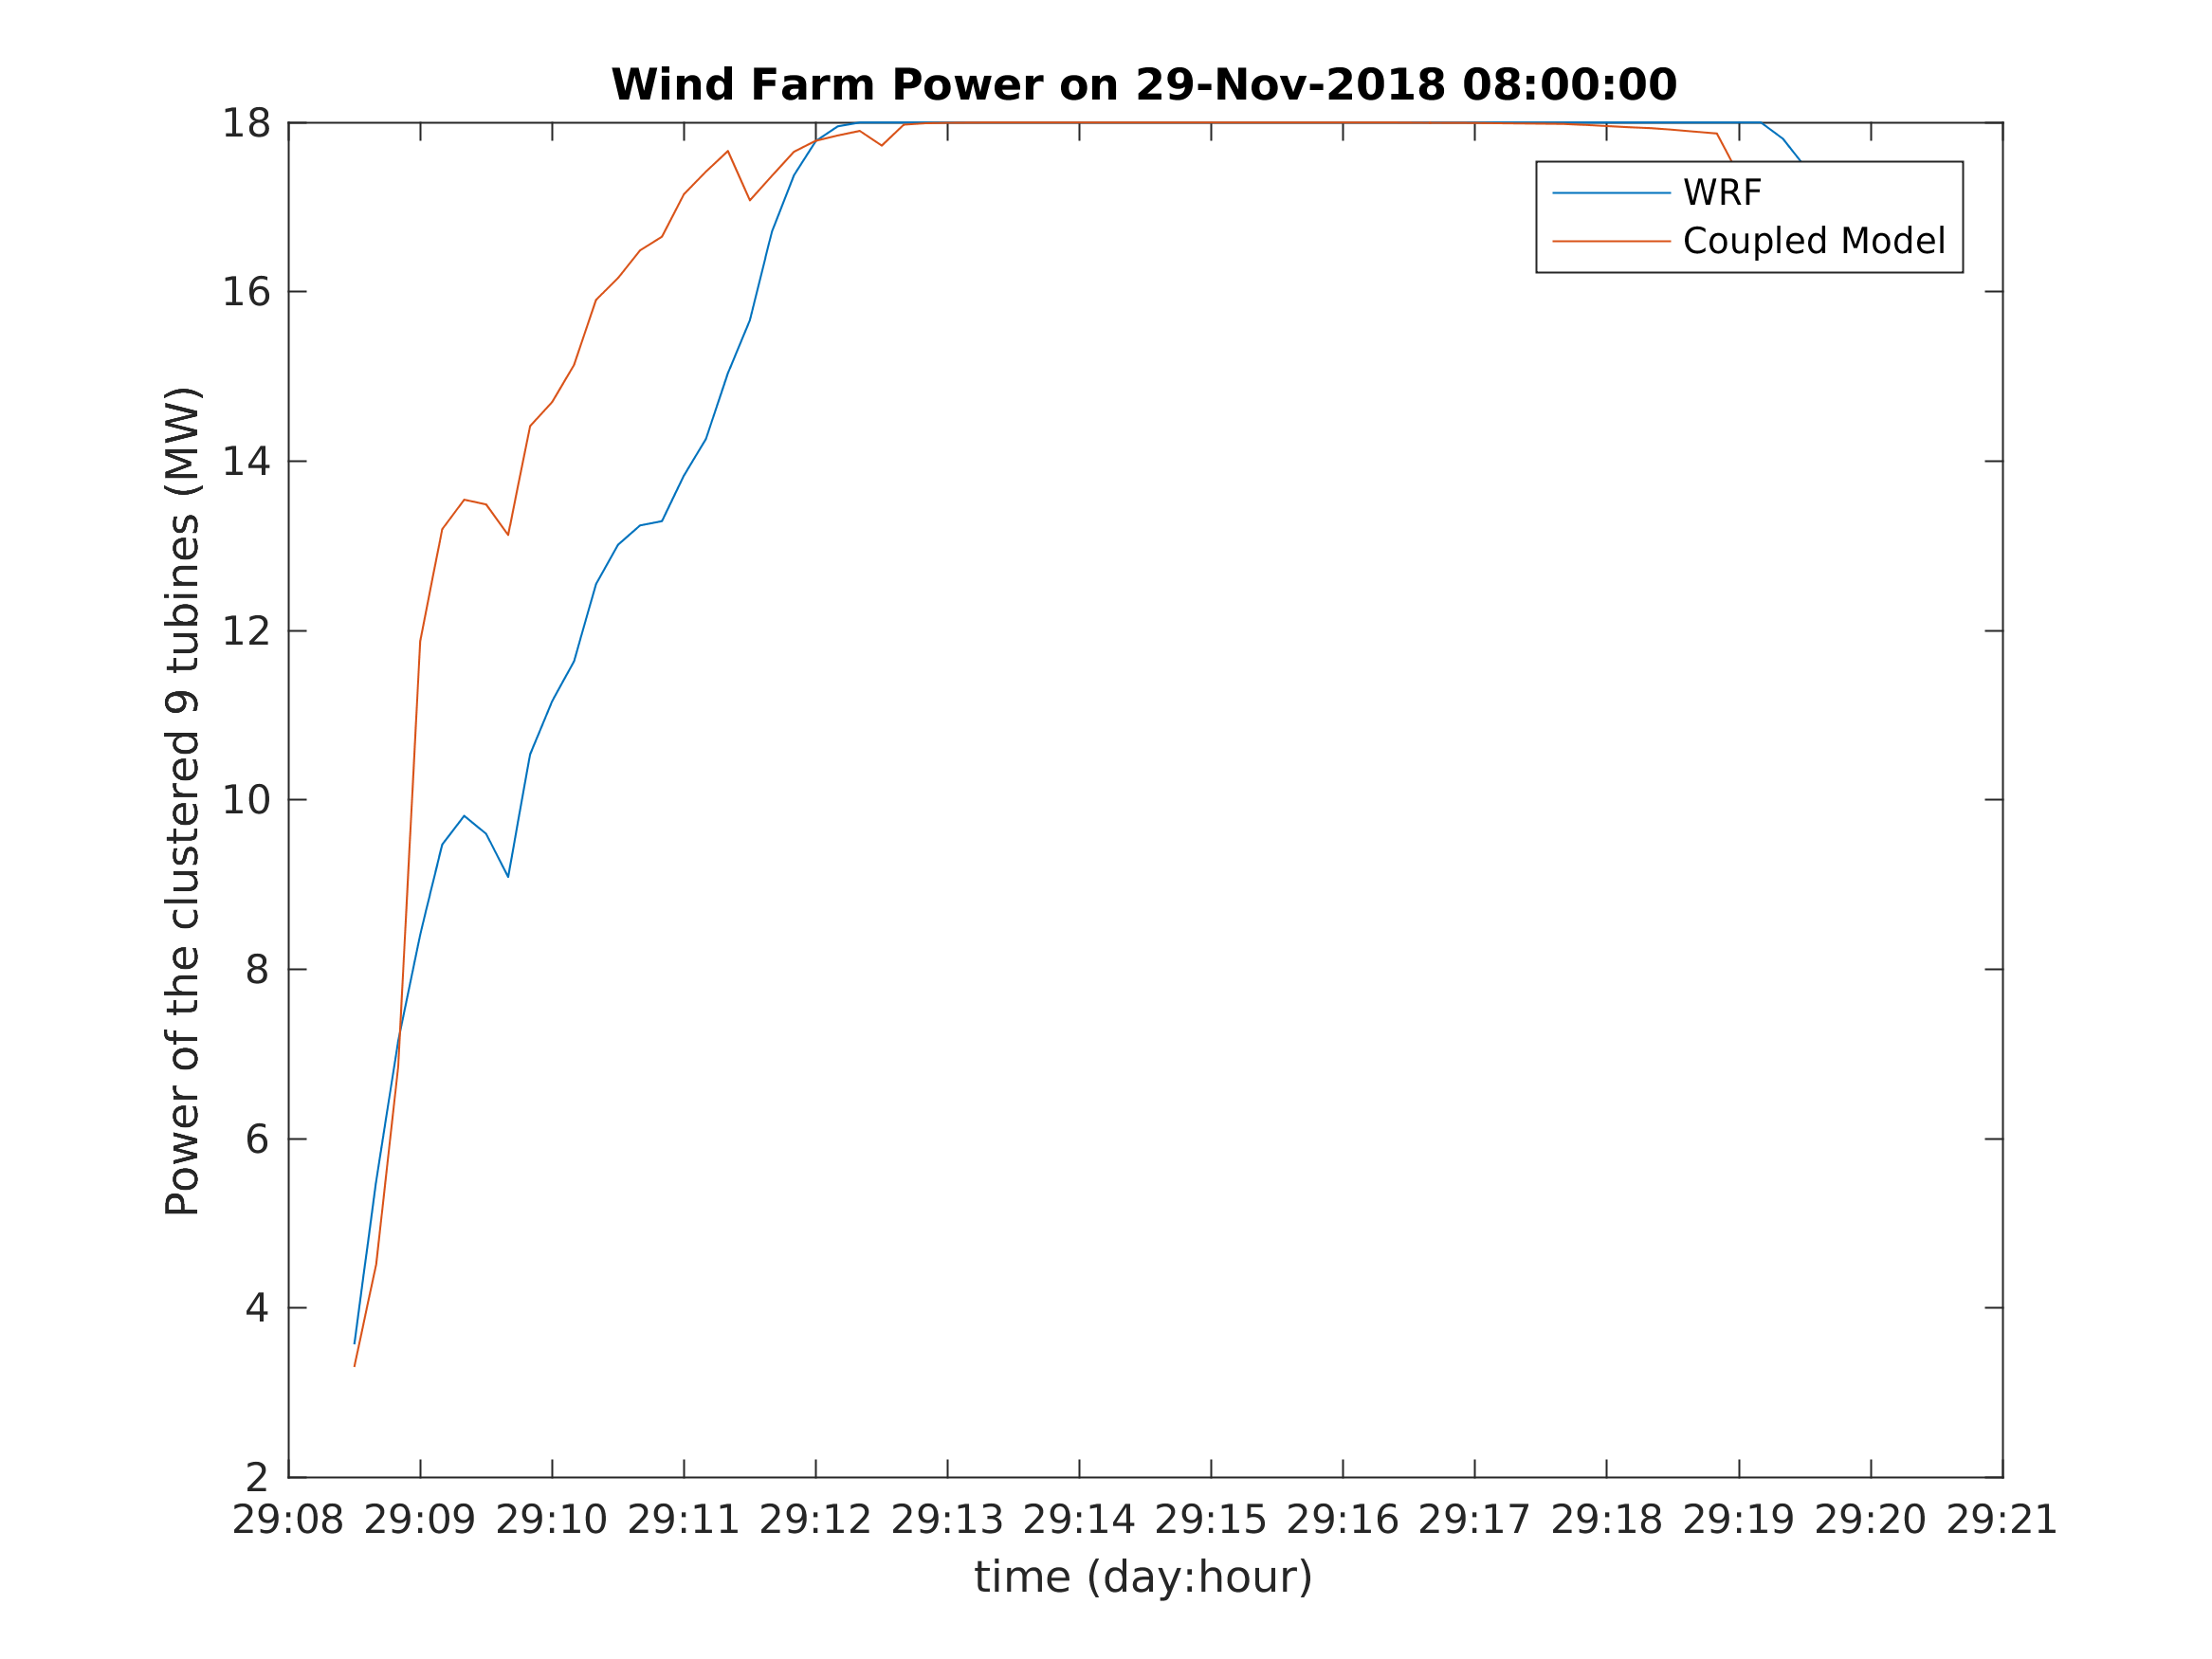 Wind Farm Power on 29-Nov-2018 08:00:00
18
16
14
12
10
8
6
4
2
Power of the clustered 9 tubines (MW)
WRF
Coupled Model
29:08 29:09 29:10 29:11 29:12 29:13 29:14 29:15 29:16 29:17 29:18 29:19 29:20 29:21
time (day:hour)